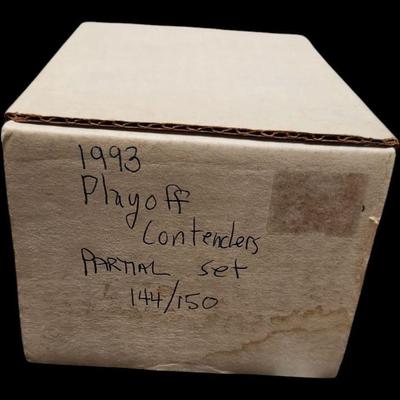 1993
Playoff
Contenders
PARTIAL set
144/150